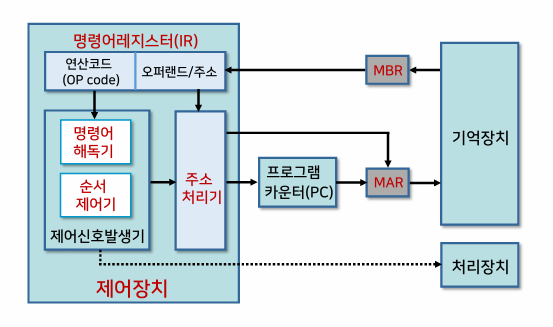 명령어레지스터(IR)
연산코드
(OP code)
오퍼랜드/주소
MBR
명령어
해독기
순서
제어기
제어신호발생기
주소
처리기
프로그램
카운터(PC)
MAR
기억장치
처리장치
제어장치